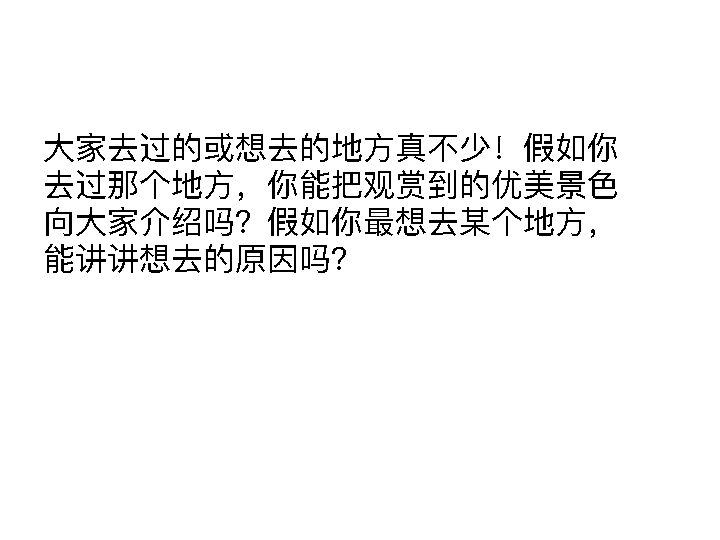 大家去过的或想去的地方真不少！假如你
去过那个地方，你能把观赏到的优美景色
向大家介绍吗？假如你最想去某个地方，
能讲讲想去的原因吗？